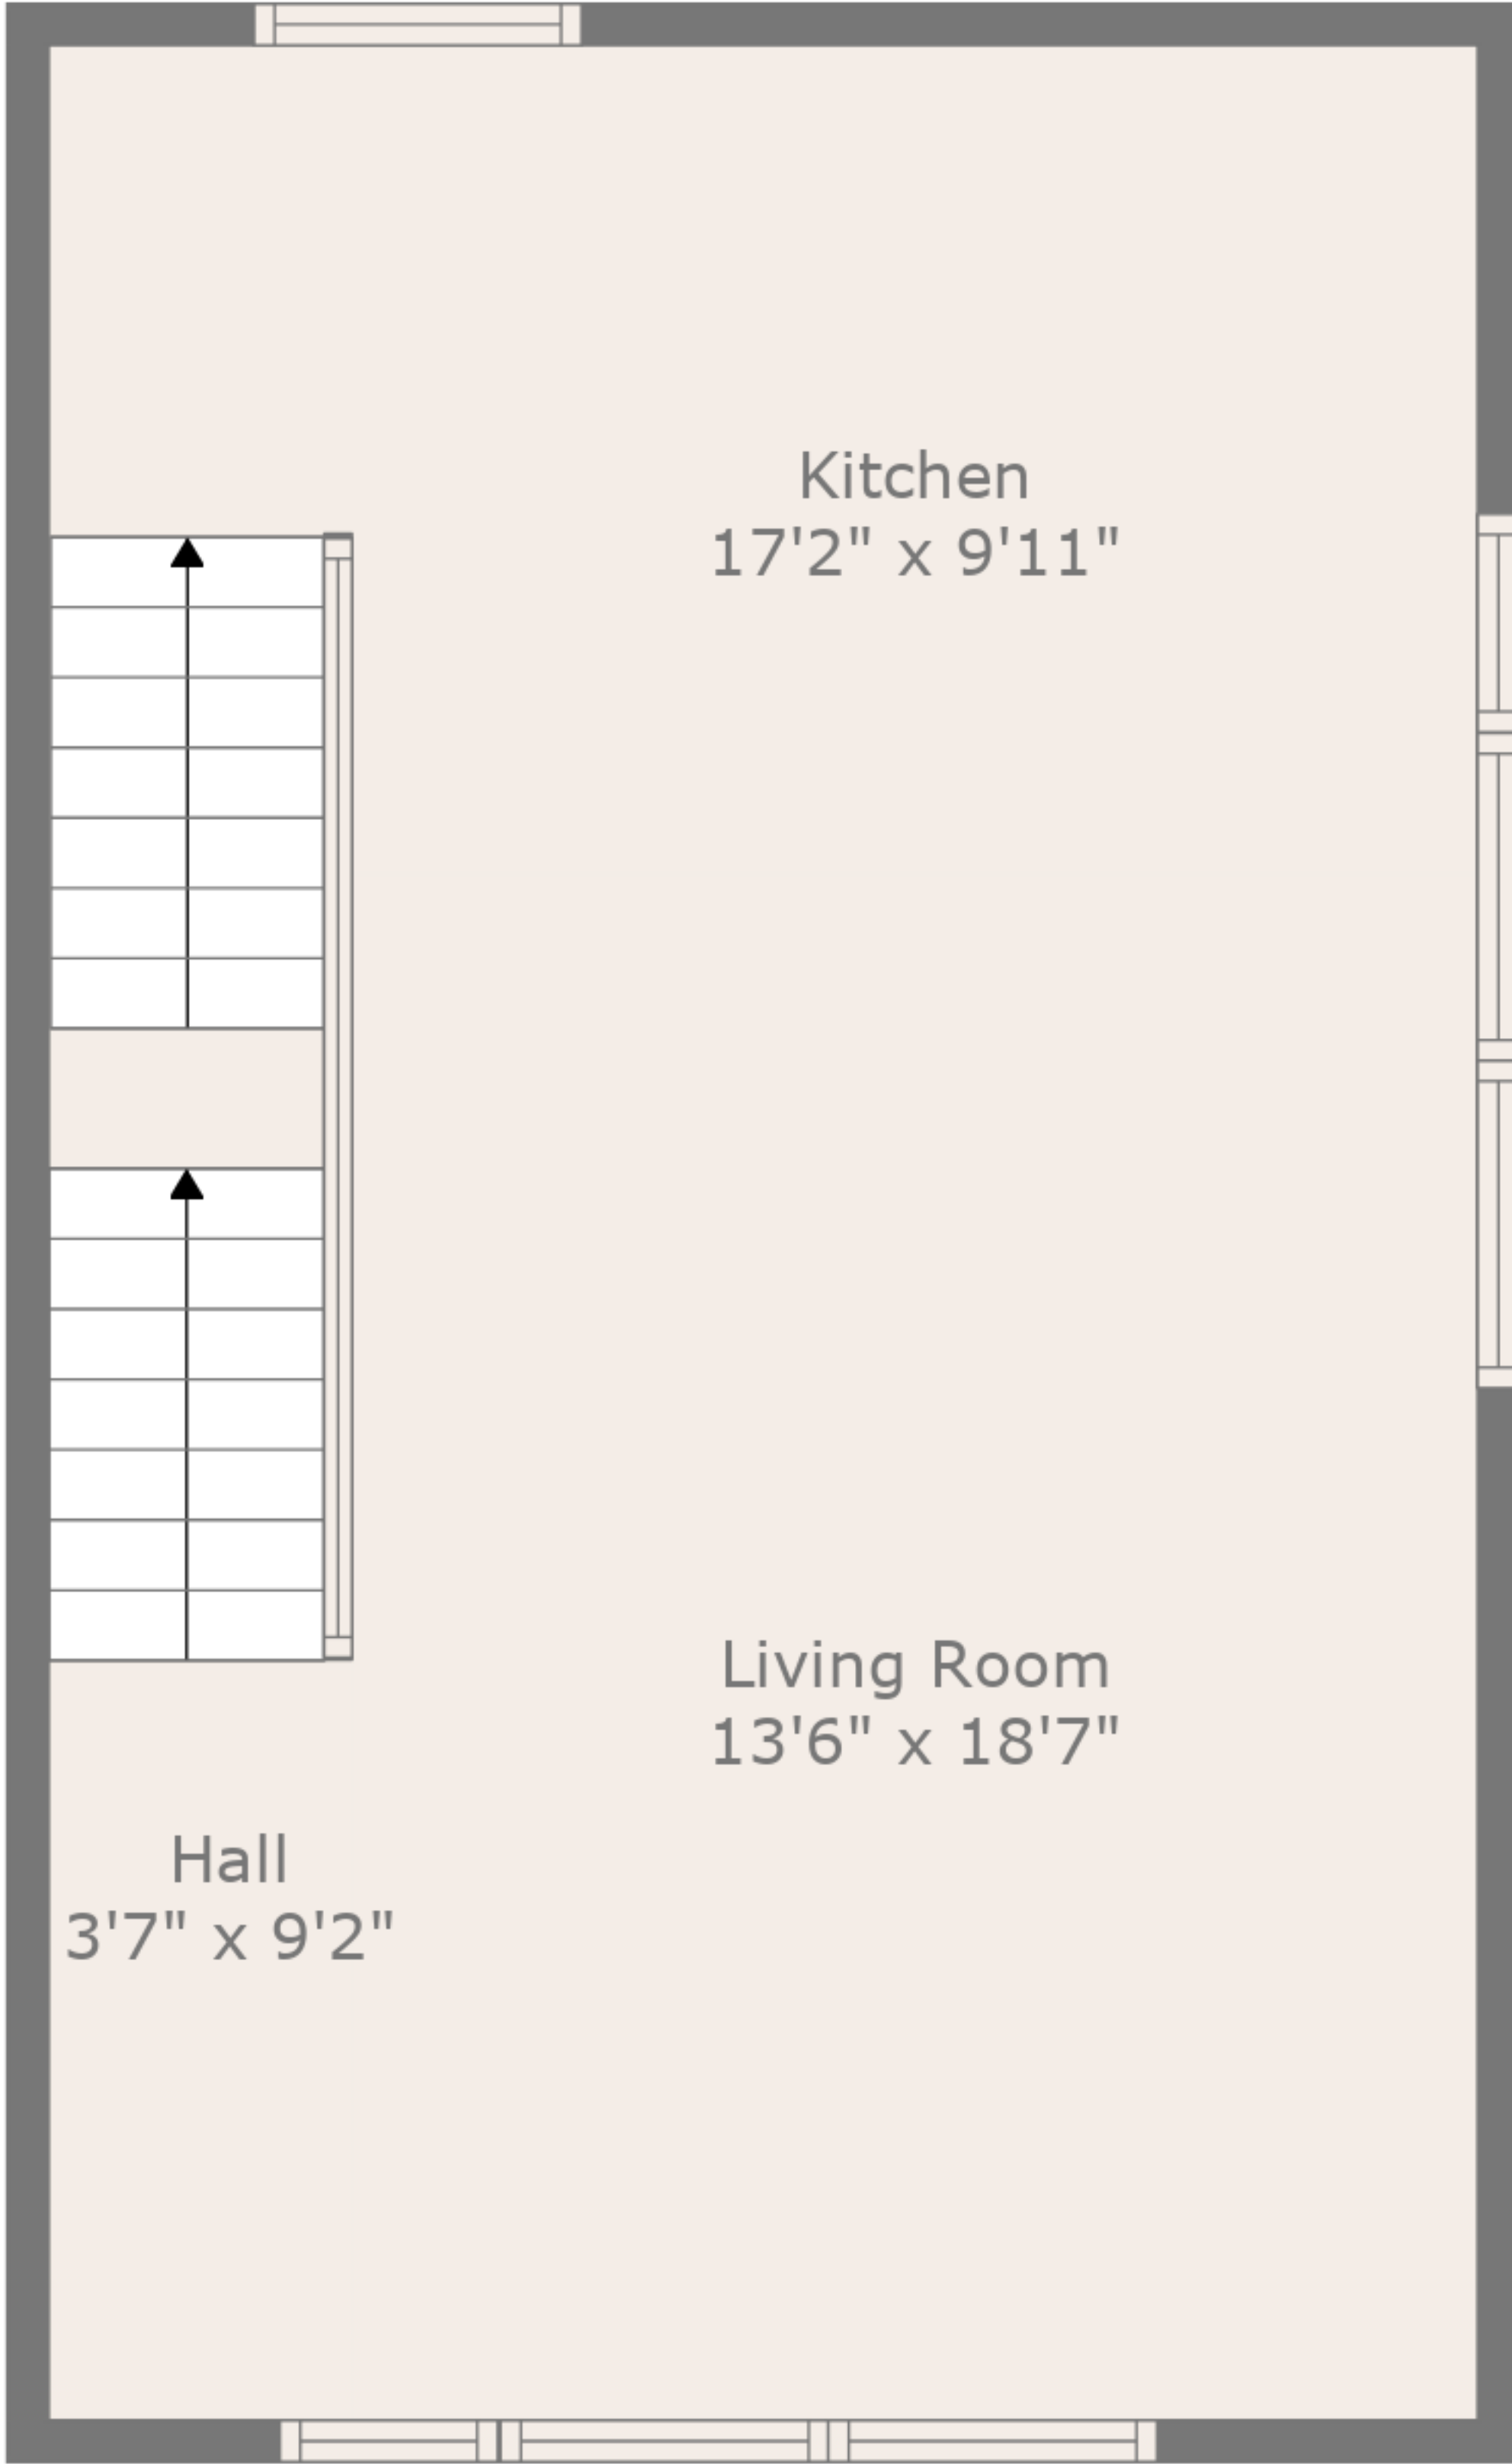 Kitchen
17'2" x 9'11"
Living Room
13'6" x 18'7"
Hall
3'7" x 9'2"